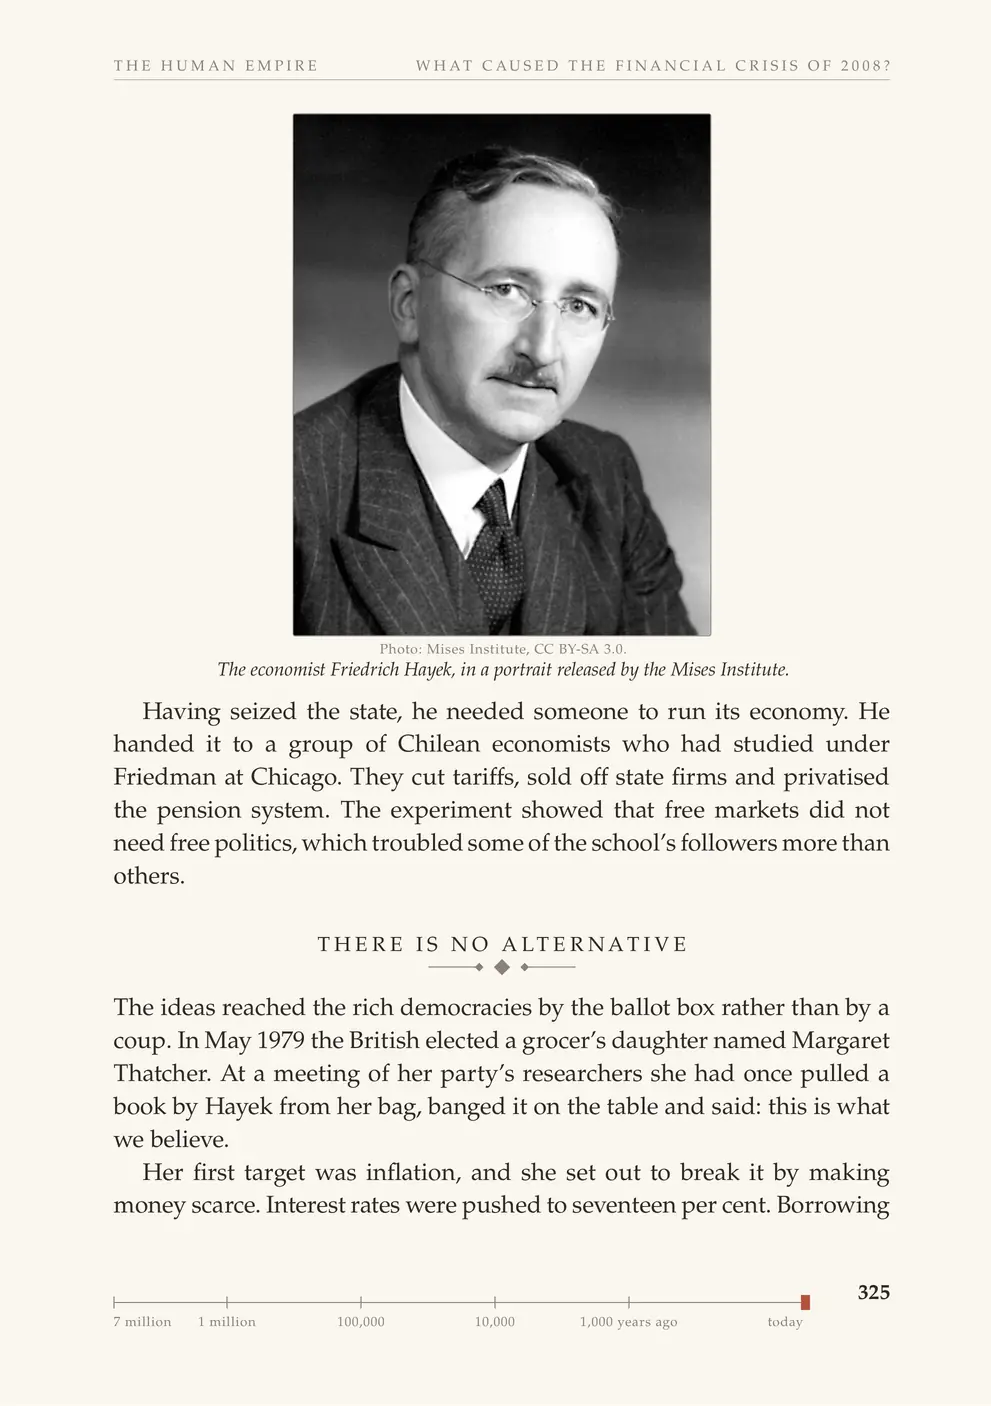 THE HUMAN EMPIRE
WHAT CAUSED THE FINANCIAL CRISIS OF 2008?
Photo: Mises Institute, CC BY-SA 3.0.
The economist Friedrich Hayek, in a portrait released by the Mises Institute.
Having seized the state, he needed someone to run its economy. He
handed it to a group of Chilean economists who had studied under
Friedman at Chicago. They cut tariffs, sold off state firms and privatised
the pension system. The experiment showed that free markets did not
need free politics, which troubled some of the school's followers more than
others.
THERE IS NO ALTERNATIVE
The ideas reached the rich democracies by the ballot box rather than by a
coup. In May 1979 the British elected a grocer's daughter named Margaret
Thatcher. At a meeting of her party's researchers she had once pulled a
book by Hayek from her bag, banged it on the table and said: this is what
we believe.
Her first target was inflation, and she set out to break it by making
money scarce. Interest rates were pushed to seventeen per cent. Borrowing
325
7 million 1 million 100,000 10,000 1,000 years ago today